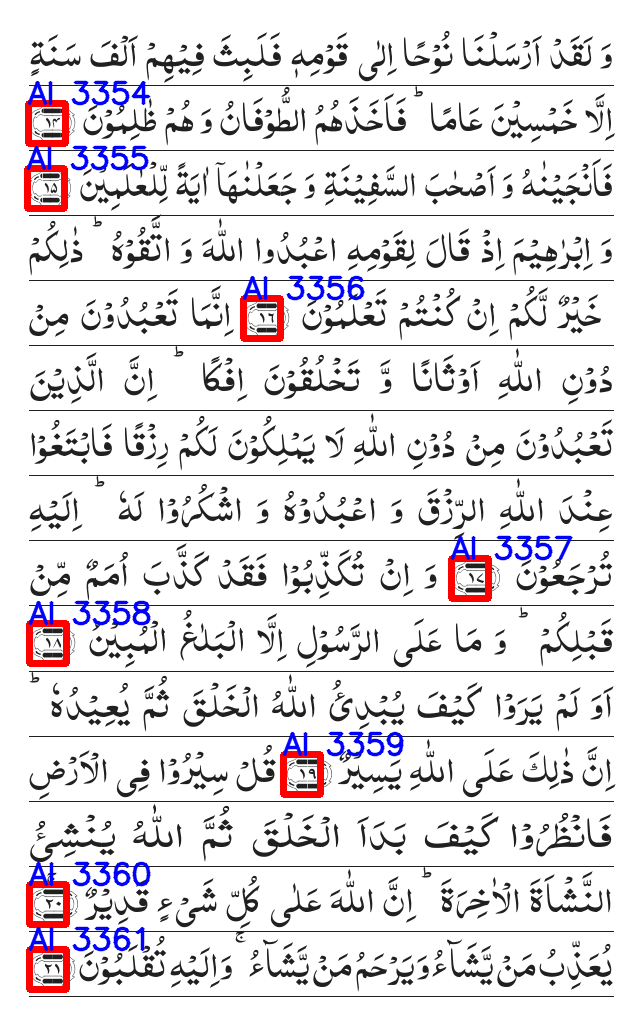 وَ لَقَدۡ اَرۡسَلۡنَا نُوۡحًا اِلٰى قَوۡمِهٖ فَلَبِثَ فِيۡهِمۡ اَلۡفَ سَنَةٍ
AI 3354
اِلَّا خَمۡسِيۡنَ عَامًا ؕ فَاَخَذَهُمُ الطُّوۡفَانُ وَ هُمۡ ظٰلِمُوۡنَ ۱۴
AI 3355
فَاَنۡجَيۡنٰهُ وَ اَصۡحٰبَ السَّفِيۡنَةِ وَ جَعَلۡنٰهَاۤ اٰيَةً لِّلۡعٰلَمِيۡنَ ۱۵
وَ اِبۡرٰهِيۡمَ اِذۡ قَالَ لِقَوۡمِهِ اعۡبُدُوا اللّٰهَ وَ اتَّقُوۡهُ ؕ ذٰلِكُمۡ
AI 3356
خَيۡرٌ لَّكُمۡ اِنۡ كُنۡتُمۡ تَعۡلَمُوۡنَ ۱۶ اِنَّمَا تَعۡبُدُوۡنَ مِنۡ
دُوۡنِ اللّٰهِ اَوۡثَانًا وَّ تَخۡلُقُوۡنَ اِفۡكًا ؕ اِنَّ الَّذِيۡنَ
تَعۡبُدُوۡنَ مِنۡ دُوۡنِ اللّٰهِ لَا يَمۡلِكُوۡنَ لَكُمۡ رِزۡقًا فَابۡتَغُوۡا
عِنۡدَ اللّٰهِ الرِّزۡقَ وَ اعۡبُدُوۡهُ وَ اشۡكُرُوۡا لَهٗ ؕ اِلَيۡهِ
AI 3357
تُرۡجَعُوۡنَ ۱۷ وَ اِنۡ تُكَذِّبُوۡا فَقَدۡ كَذَّبَ اُمَمٌ مِّنۡ
AI 3358
قَبۡلِكُمۡ ؕ وَ مَا عَلَى الرَّسُوۡلِ اِلَّا الۡبَلٰغُ الۡمُبِيۡنُ ۱۸
اَوَ لَمۡ يَرَوۡا كَيۡفَ يُبۡدِئُ اللّٰهُ الۡخَلۡقَ ثُمَّ يُعِيۡدُهٗ ؕ
AI 3359
اِنَّ ذٰلِكَ عَلَى اللّٰهِ يَسِيۡرٌ ۱۹ قُلۡ سِيۡرُوۡا فِى الۡاَرۡضِ
فَانْظُرُوۡا كَيۡفَ بَدَاَ الۡخَلۡقَ ثُمَّ اللّٰهُ يُنۡشِئُ
AI 3360
النَّشۡاَةَ الۡاٰخِرَةَ ؕ اِنَّ اللّٰهَ عَلٰى كُلِّ شَىۡءٍ قَدِيۡرٌ ۲۰
AI 3361
يُعَذِّبُ مَنۡ يَّشَآءُ وَ يَرۡحَمُ مَنۡ يَّشَآءُ ۚ وَ اِلَيۡهِ تُقۡلَبُوۡنَ ۲۱